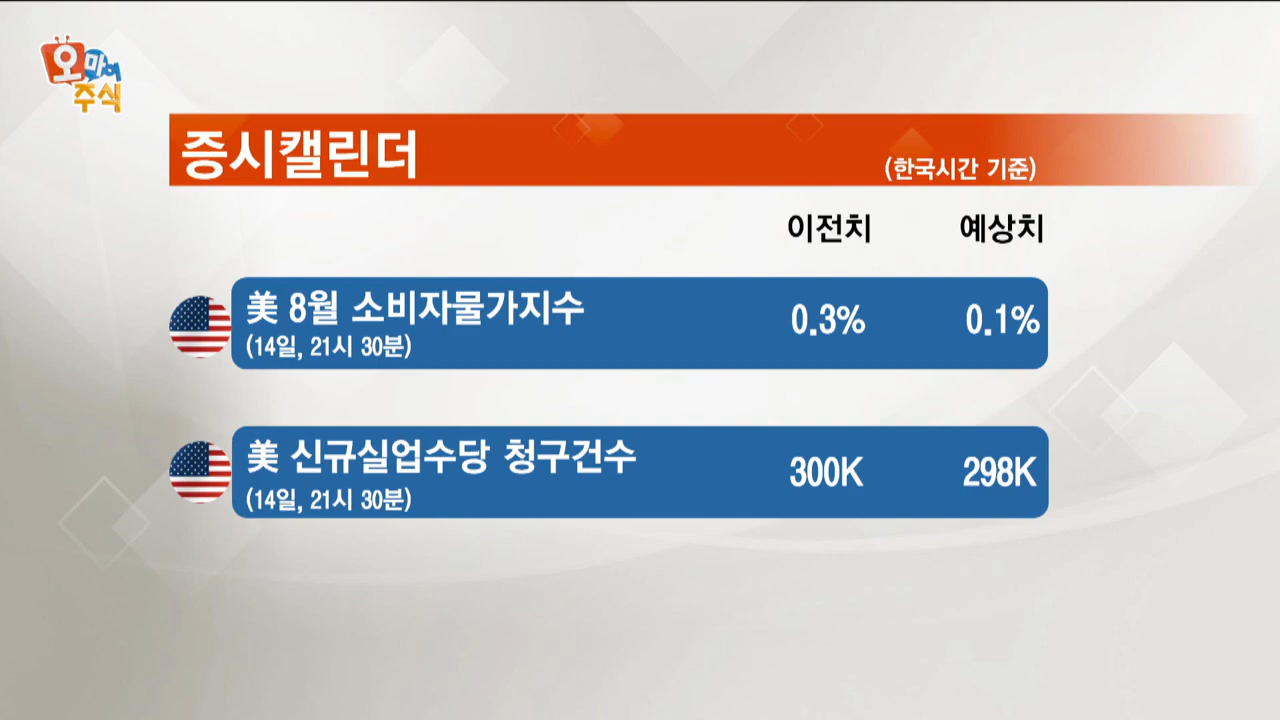 오마이
주식
증시캘린더
(한국시간 기준)
이전치 예상치
美 8월 소비자물가지수 0.3% 0.1%
(14일, 21시 30분)
美 신규실업수당 청구건수 300K 298K
(14일, 21시 30분)